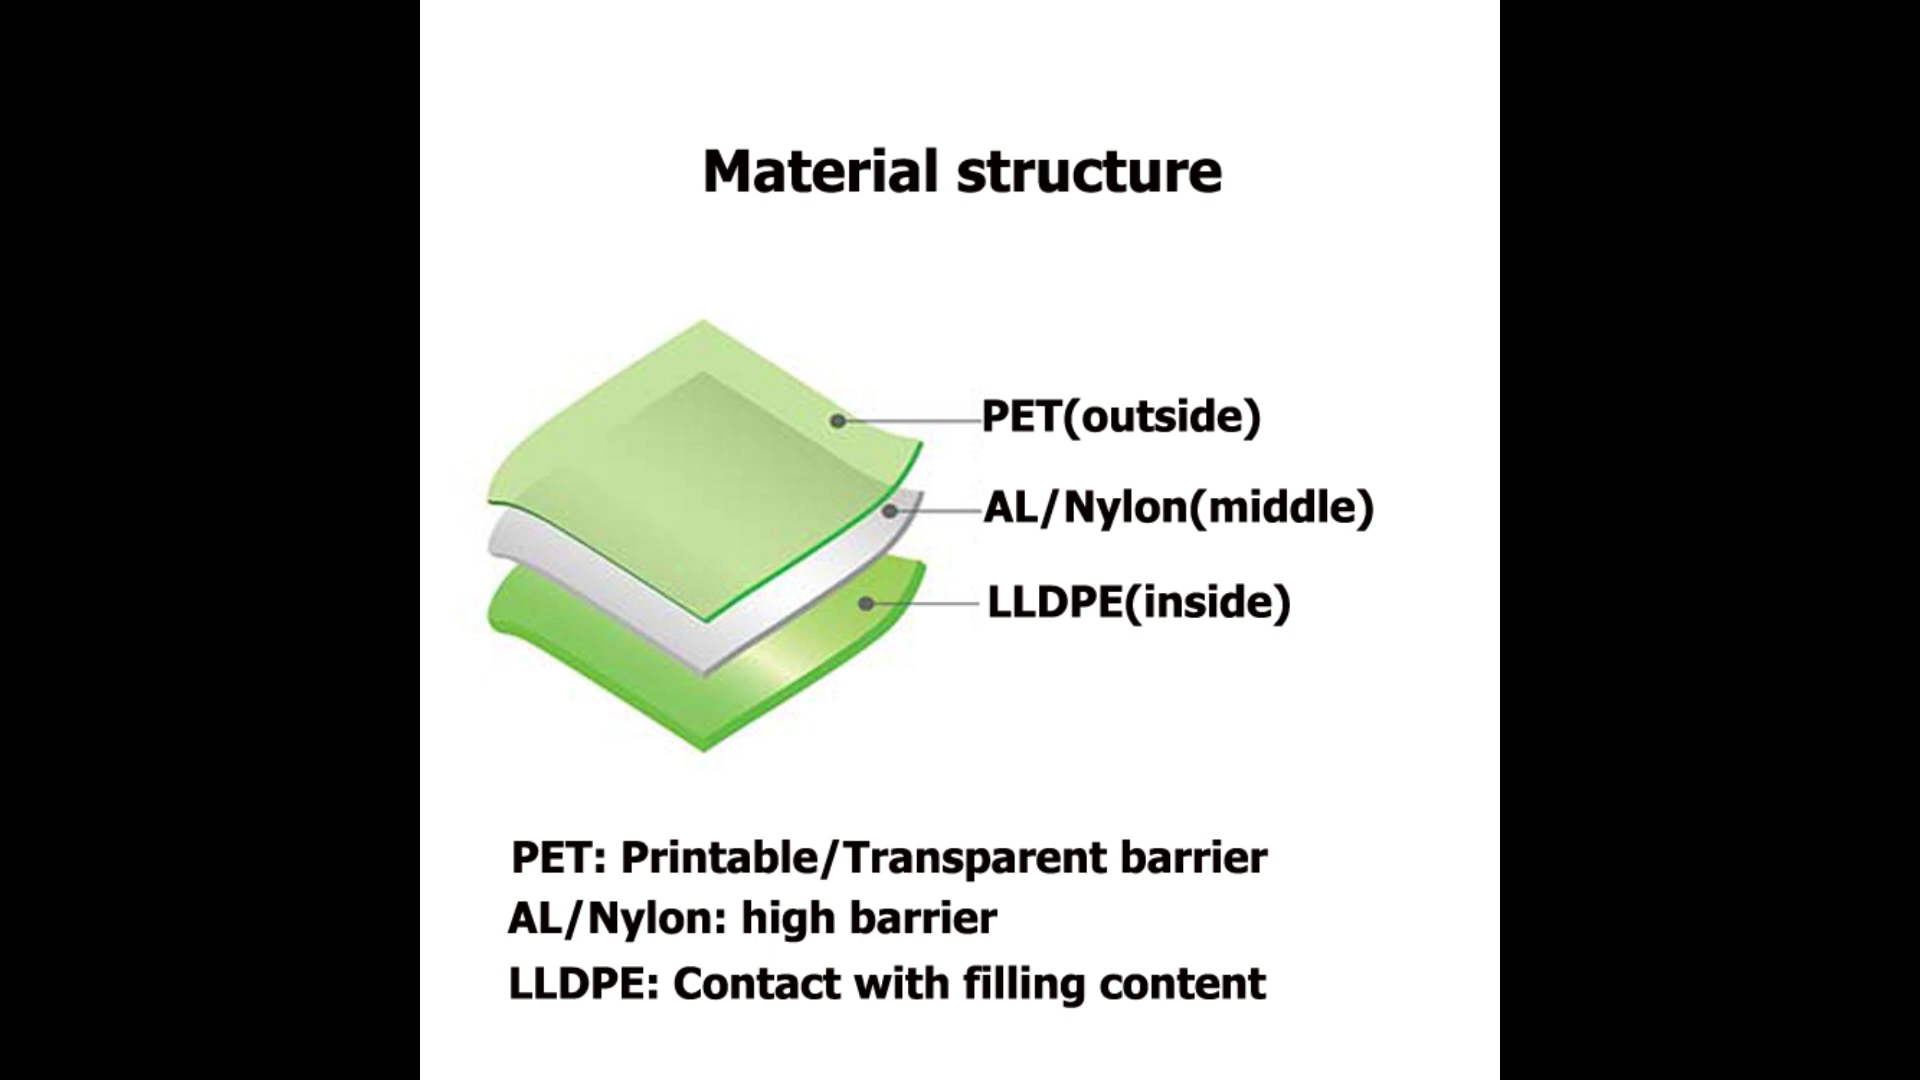 Material structure
PET(outside)
AL/Nylon(middle)
LLDPE(inside)
PET: Printable/Transparent barrier
AL/Nylon: high barrier
LLDPE: Contact with filling content